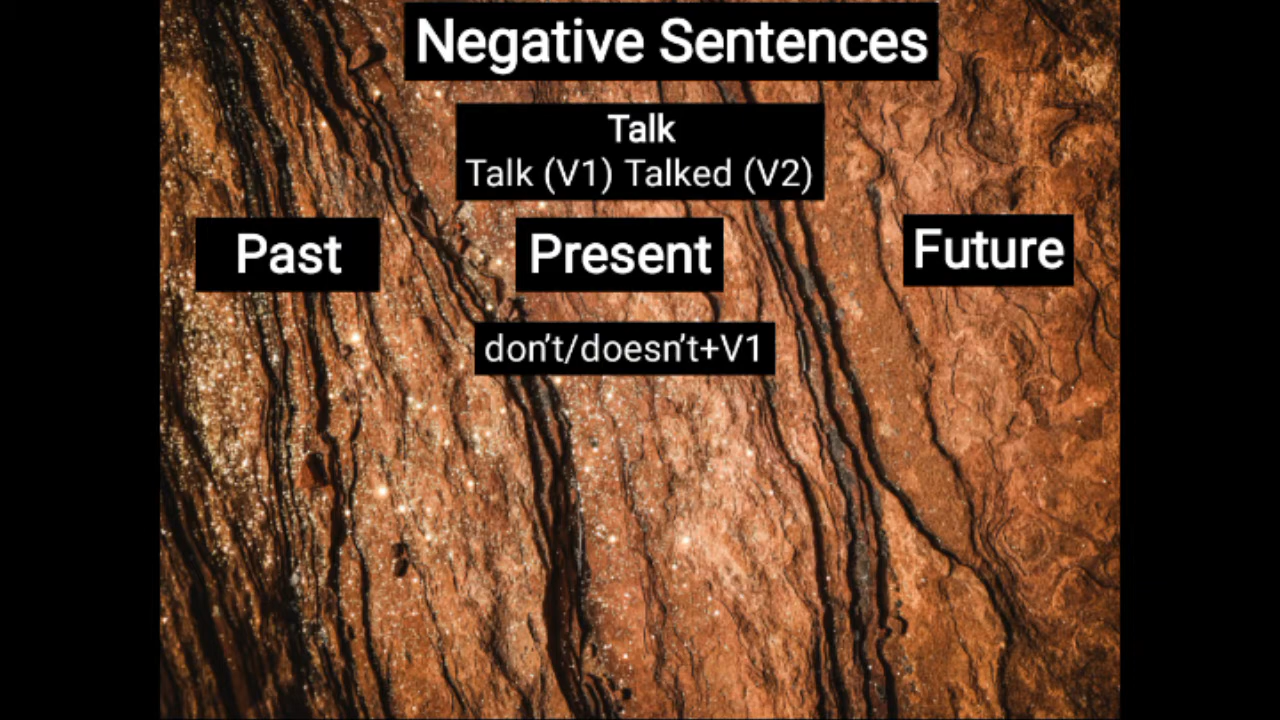 Negative Sentences
Talk
Talk (V1) Talked (V2)
Past
Present
Future
don't/doesn't+V1